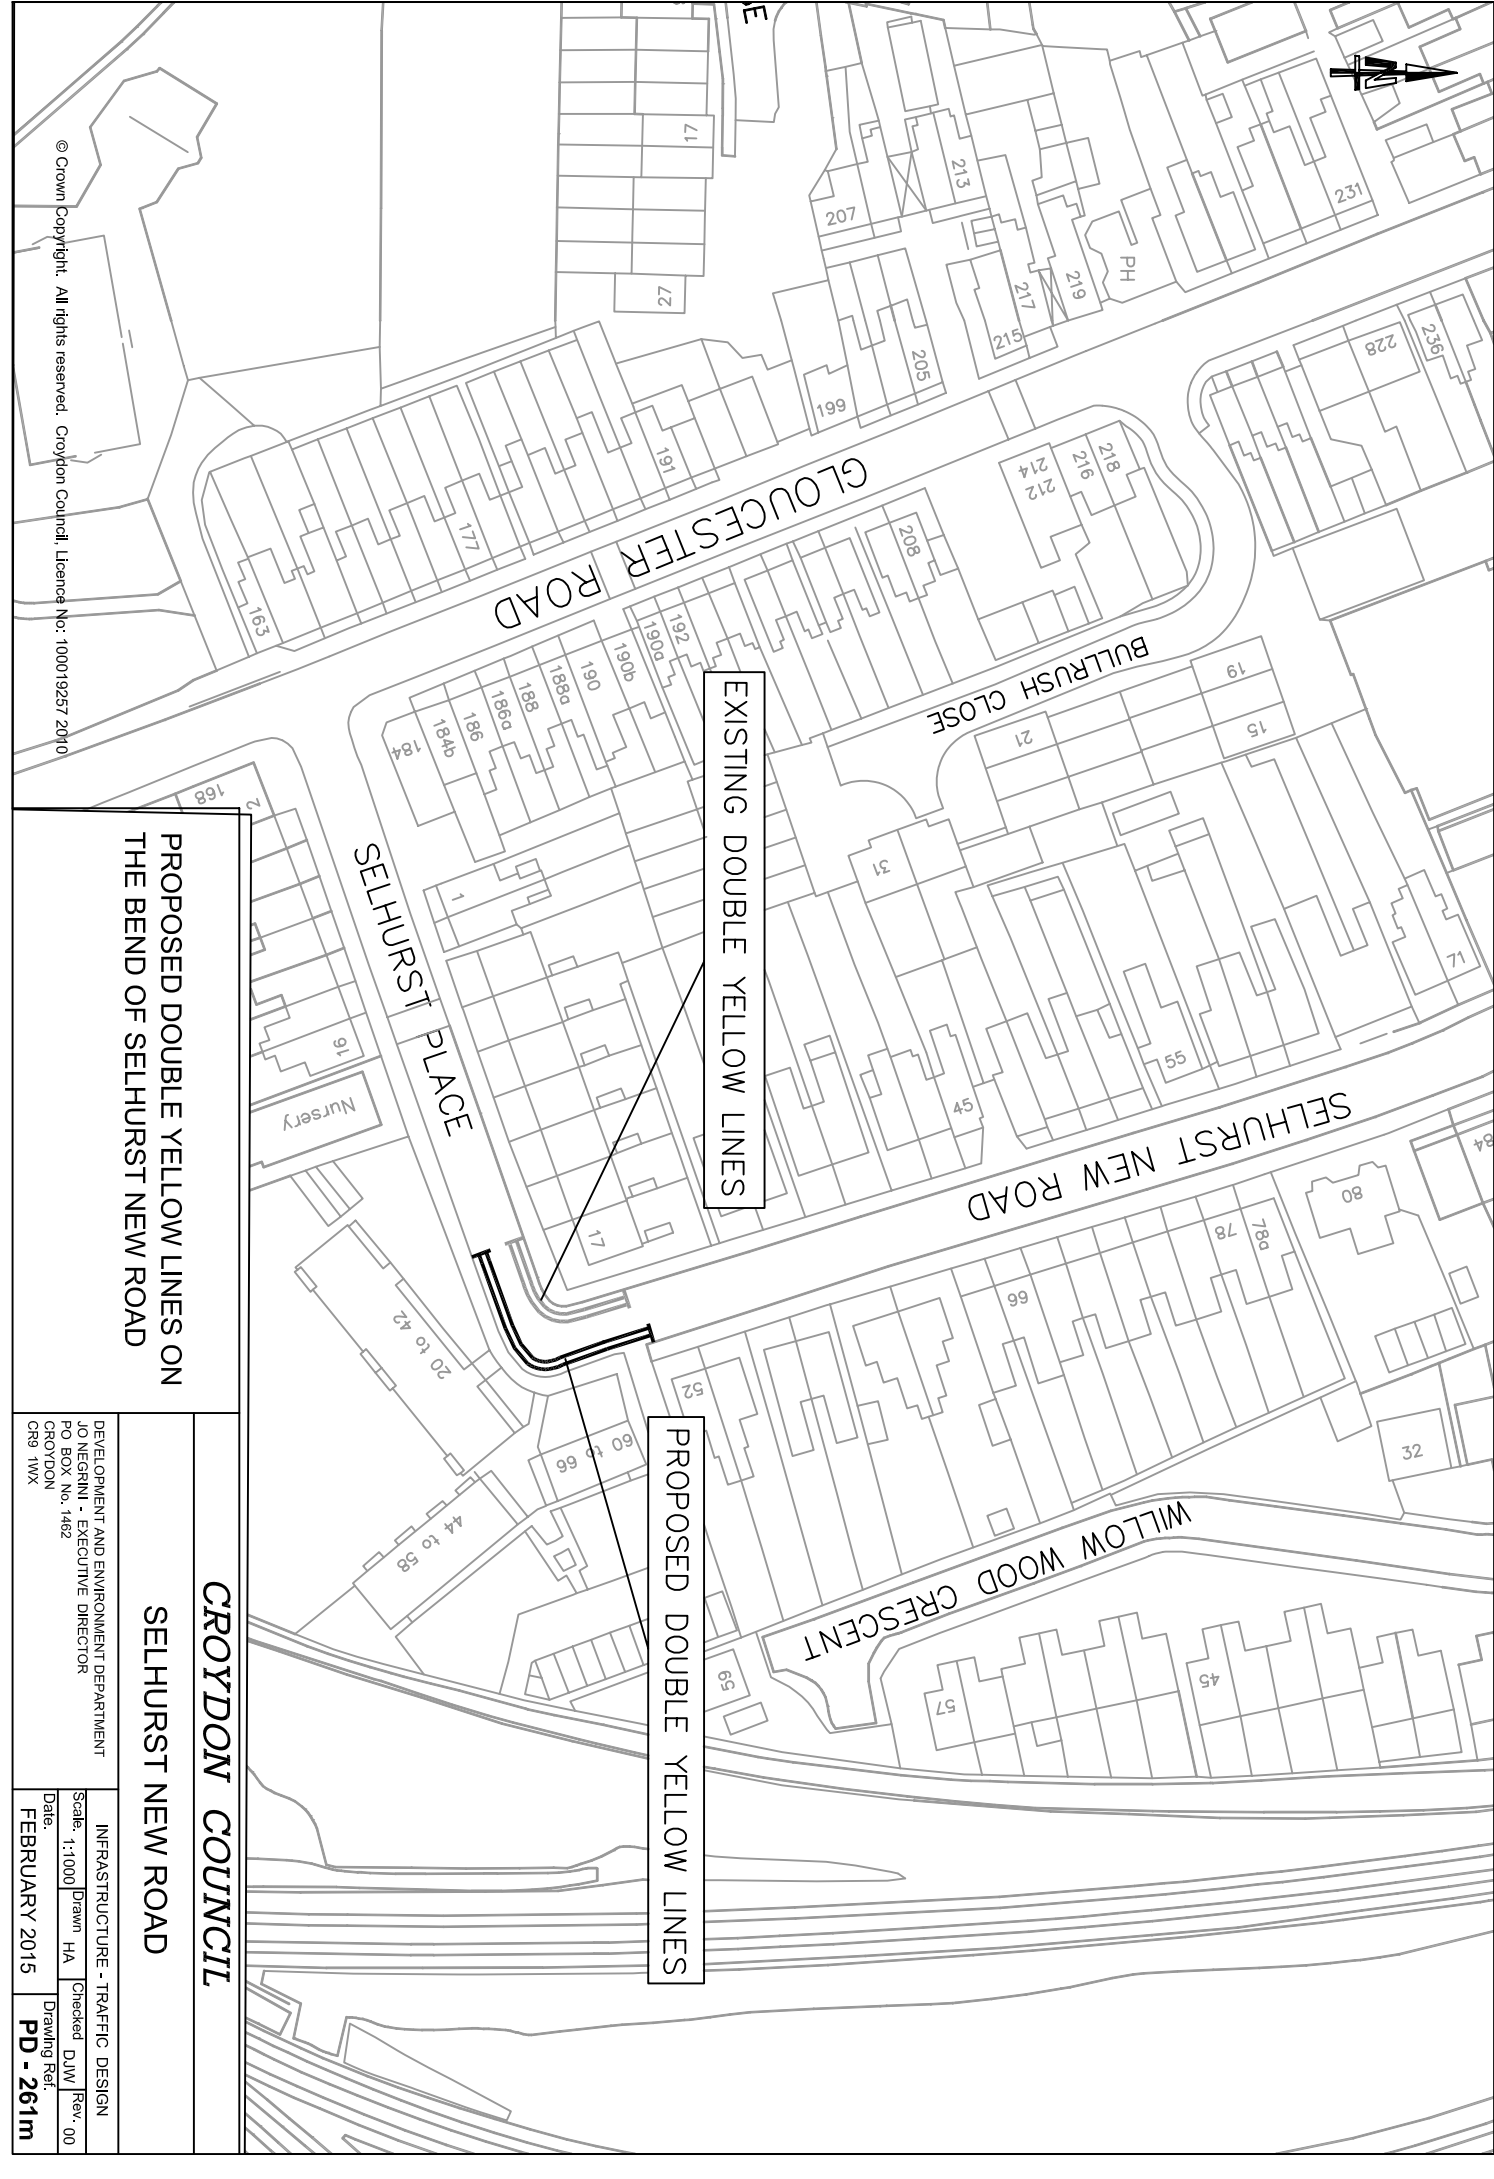 E
N
17
27
207
213
PH
231
217
219
215
205
199
228
236
191
177
163
GLOUCESTER ROAD
214
212
216
218
208
192
190a
190b
190
188a
188
186a
186
184b
184
BULLRUSH CLOSE
19
15
21
31
168
2
1
SELHURST PLACE
16
Nursery
17
45
55
71
SELHURST NEW ROAD
EXISTING DOUBLE YELLOW LINES
84
80
78a
78
66
52
20 to 42
60 to 66
44 to 58
32
WILLOW WOOD CRESCENT
59
57
45
PROPOSED DOUBLE YELLOW LINES
© Crown Copyright. All rights reserved. Croydon Council, Licence No: 100019257 2010
PROPOSED DOUBLE YELLOW LINES ON
THE BEND OF SELHURST NEW ROAD
CROYDON COUNCIL
SELHURST NEW ROAD
DEVELOPMENT AND ENVIRONMENT DEPARTMENT
JO NEGRINI - EXECUTIVE DIRECTOR
PO BOX No. 1462
CROYDON
CR9 1WX
INFRASTRUCTURE - TRAFFIC DESIGN
Scale. 1:1000 Drawn HA Checked DJW Rev. 00
Date. FEBRUARY 2015
Drawing Ref. PD - 261m